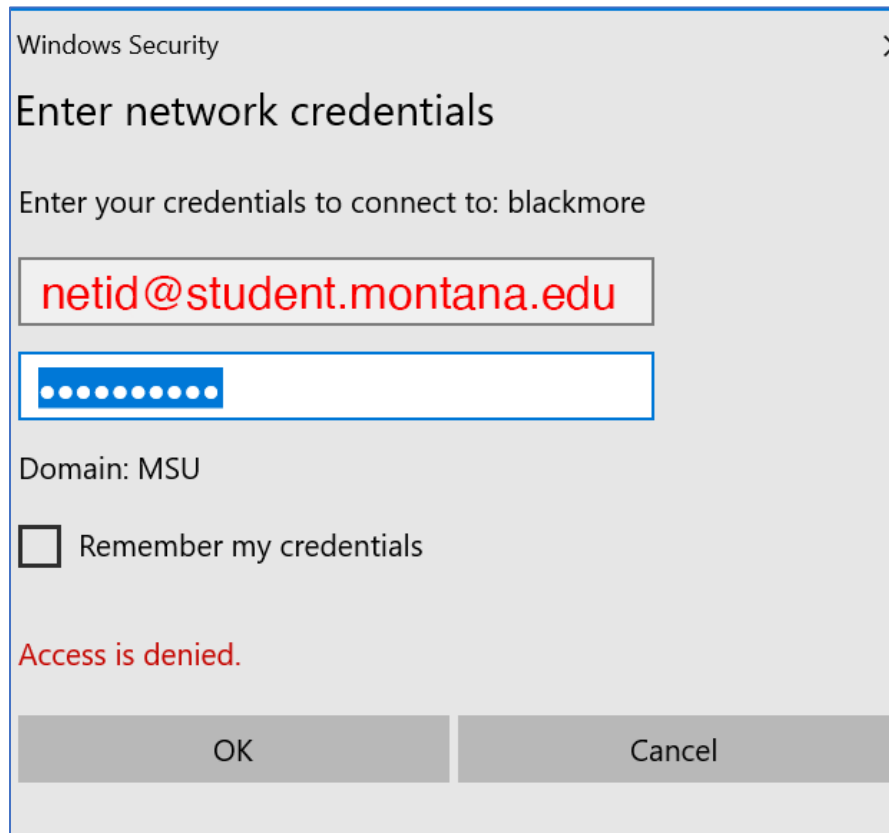 Windows Security
Enter network credentials
Enter your credentials to connect to: blackmore
netid@student.montana.edu
••••••••••
Domain: MSU
Remember my credentials
Access is denied.
OK
Cancel